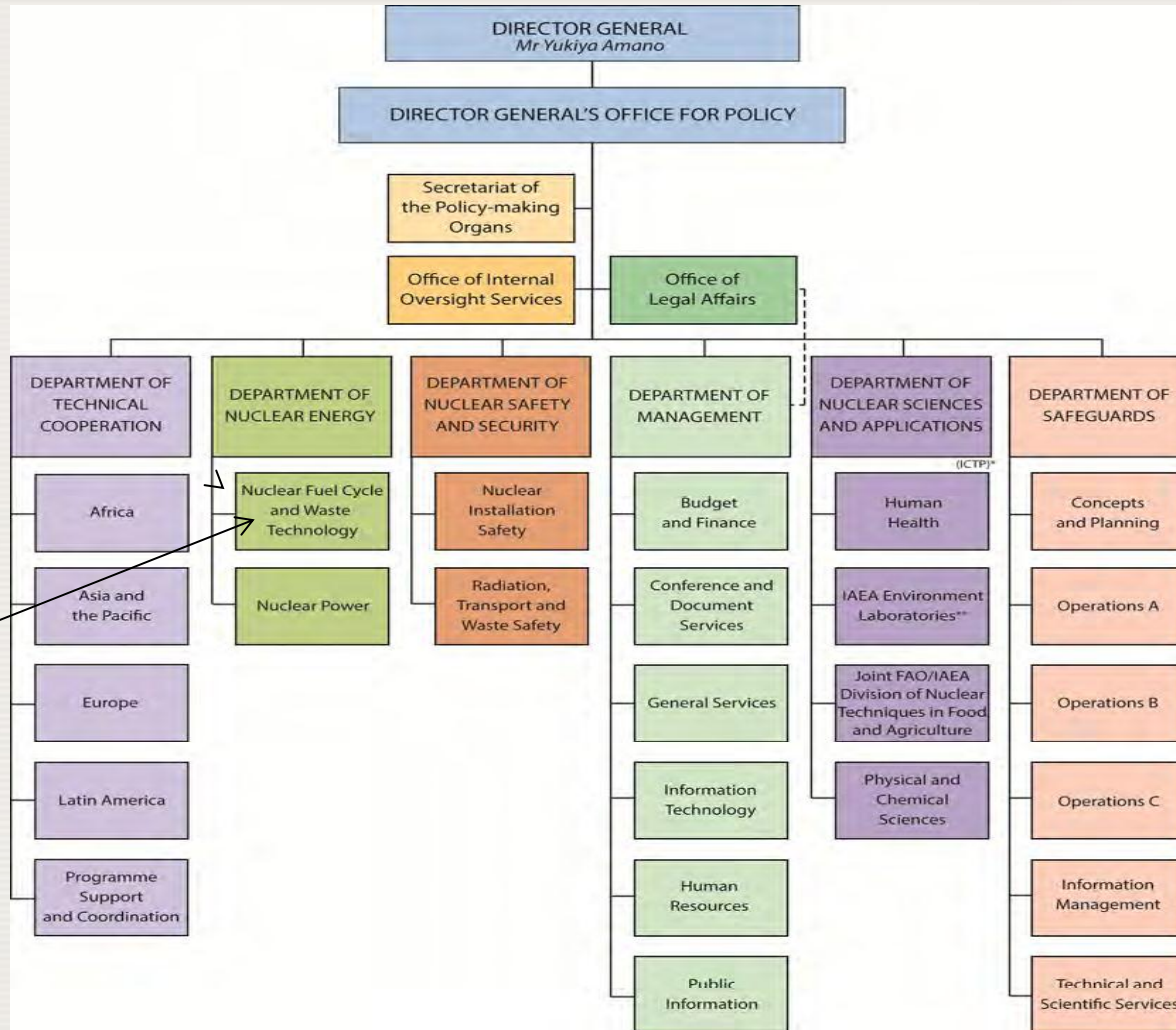 DIRECTOR GENERAL
Mr Yukiya Amano
DIRECTOR GENERAL'S OFFICE FOR POLICY
Secretariat of
the Policy-making
Organs
Office of Internal
Oversight Services
Office of
Legal Affairs
DEPARTMENT OF
TECHNICAL
COOPERATION
Africa
Asia and
the Pacific
Europe
Latin America
Programme
Support
and Coordination
DEPARTMENT OF
NUCLEAR ENERGY
Nuclear Fuel Cycle
and Waste
Technology
Nuclear Power
DEPARTMENT OF
NUCLEAR SAFETY
AND SECURITY
Nuclear
Installation
Safety
Radiation,
Transport and
Waste Safety
DEPARTMENT OF
MANAGEMENT
Budget
and Finance
Conference and
Document
Services
General Services
Information
Technology
Human
Resources
Public
Information
DEPARTMENT OF
NUCLEAR SCIENCES
AND APPLICATIONS
(ICTP)*
Human
Health
IAEA Environment
Laboratories**
Joint FAO/IAEA
Division of Nuclear
Techniques in Food
and Agriculture
Physical and
Chemical
Sciences
DEPARTMENT OF
SAFEGUARDS
Concepts
and Planning
Operations A
Operations B
Operations C
Information
Management
Technical and
Scientific Services